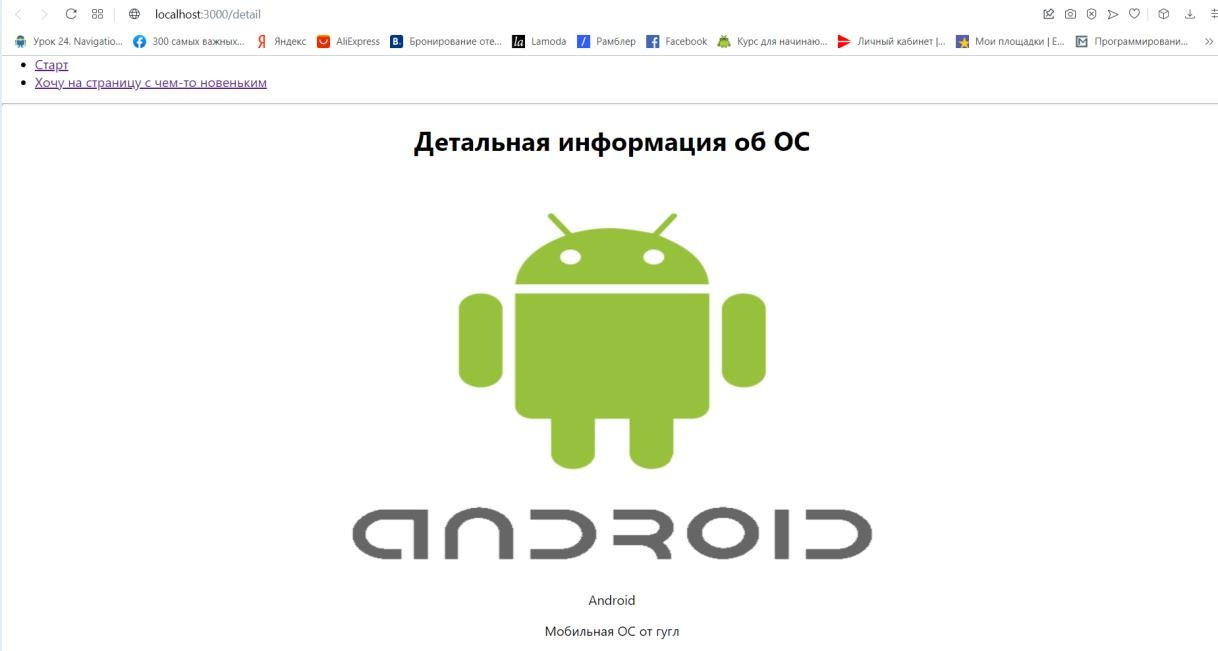 localhost:3000/detail
Урок 24. Navigatio... 300 самых важных... Яндекс AliExpress B. Бронирование оте... la Lamoda Рамблер Facebook Курс для начинаю... Личный кабинет |... Мои площадки | Е... Программировани...
Старт
Хочу на страницу с чем-то новеньким
Детальная информация об ОС
ANDROID
Android
Мобильная ОС от гугл